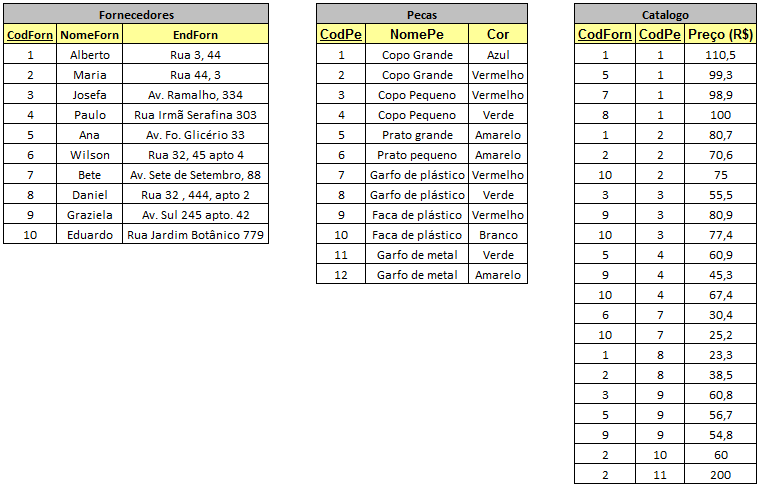 Fornecedores
CodForn NomeForn EndForn
1 Alberto Rua 3, 44
2 Maria Rua 44, 3
3 Josefa Av. Ramalho, 334
4 Paulo Rua Irmã Serafina 303
5 Ana Av. Fo. Glicério 33
6 Wilson Rua 32, 45 apto 4
7 Bete Av. Sete de Setembro, 88
8 Daniel Rua 32 , 444, apto 2
9 Graziela Av. Sul 245 apto. 42
10 Eduardo Rua Jardim Botânico 779
Pecas
CodPe NomePe Cor
1 Copo Grande Azul
2 Copo Grande Vermelho
3 Copo Pequeno Vermelho
4 Copo Pequeno Verde
5 Prato grande Amarelo
6 Prato pequeno Amarelo
7 Garfo de plástico Vermelho
8 Garfo de plástico Verde
9 Faca de plástico Vermelho
10 Faca de plástico Branco
11 Garfo de metal Verde
12 Garfo de metal Amarelo
Catalogo
CodForn CodPe Preço (R$)
1 1 110,5
5 1 99,3
7 1 98,9
8 1 100
1 2 80,7
2 2 70,6
10 2 75
3 3 55,5
9 3 80,9
10 3 77,4
5 4 60,9
9 4 45,3
10 4 67,4
6 7 30,4
10 7 25,2
1 8 23,3
2 8 38,5
3 9 60,8
5 9 56,7
9 9 54,8
2 10 60
2 11 200